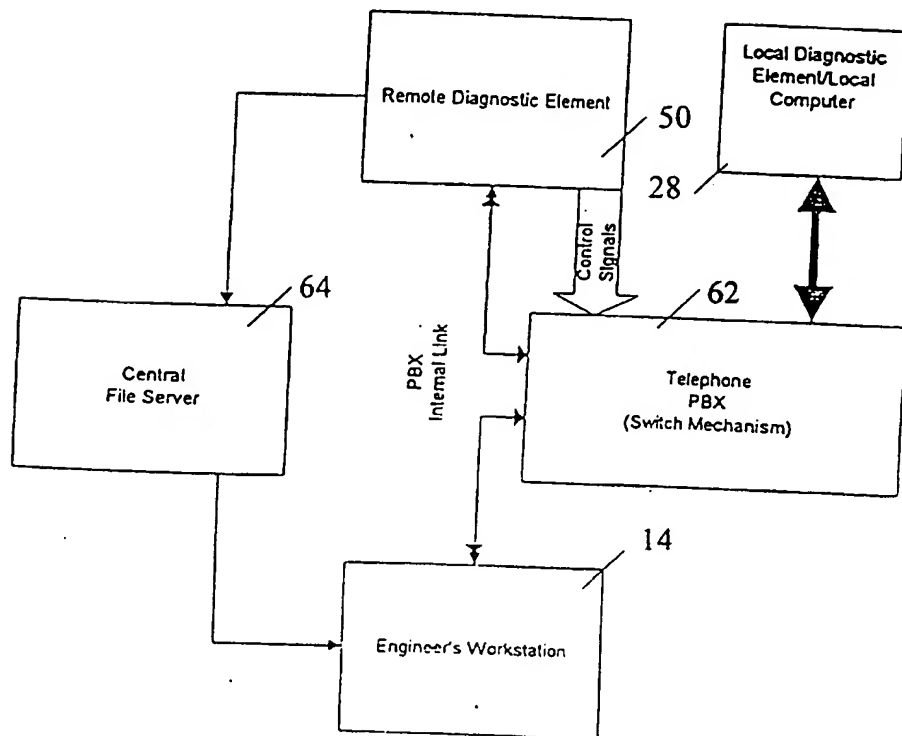 Remote Diagnostic Element
50
Local Diagnostic
Element/Local
Computer
28
Control
Signals
64
62
Central
File Server
PBX
Internal Link
Telephone
PBX
(Switch Mechanism)
14
Engineer's Workstation